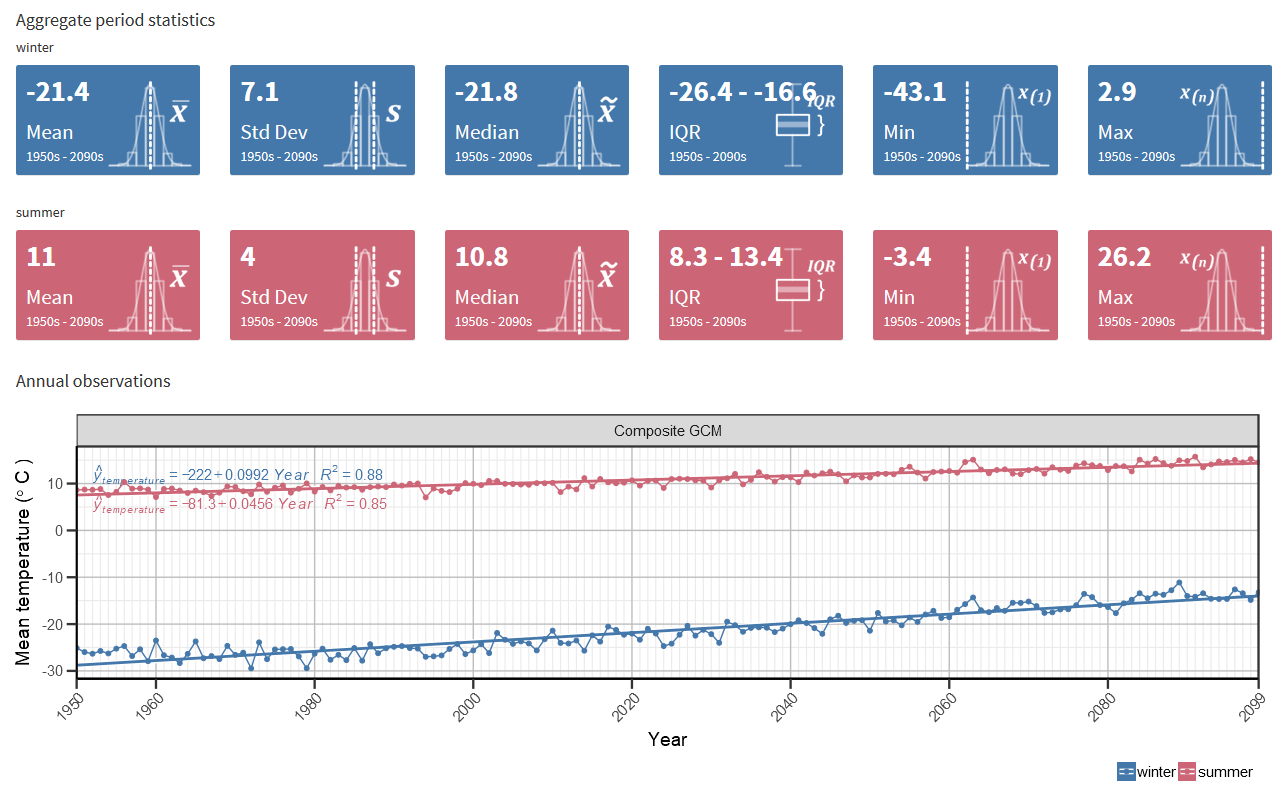 Aggregate period statistics
winter
-21.4
x̅
Mean
1950s - 2090s
7.1
s
Std Dev
1950s - 2090s
-21.8
x̃
Median
1950s - 2090s
-26.4 - -16.6
IQR
IQR
1950s - 2090s
}
-43.1
x(1)
Min
1950s - 2090s
2.9
x(n)
Max
1950s - 2090s
summer
11
x̅
Mean
1950s - 2090s
4
s
Std Dev
1950s - 2090s
10.8
x̃
Median
1950s - 2090s
8.3 - 13.4
IQR
IQR
1950s - 2090s
}
-3.4
x(1)
Min
1950s - 2090s
26.2
x(n)
Max
1950s - 2090s
Annual observations
Composite GCM
ŷtemperature = −222+0.0992 Year R² = 0.88
ŷtemperature = −81.3+0.0456 Year R² = 0.85
Mean temperature (° C )
10
0
-10
-20
-30
1950 1960 1980 2000 2020 2040 2060 2080 2099
Year
winter summer